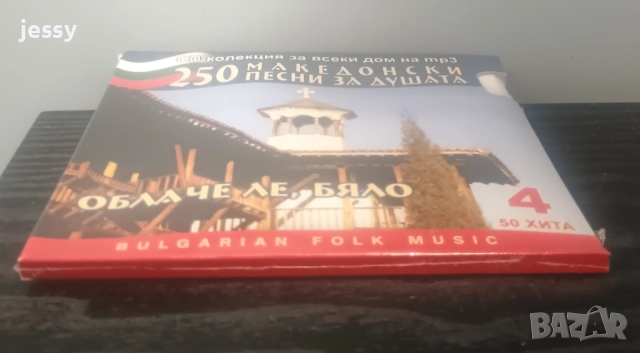 jessy
колекция за всеки дом на mp3
250 МАКЕДОНСКИ
ПЕСНИ ЗА ДУШАТА
ОБЛАЧЕ ЛЕ, БЯЛО
4
50 ХИТА
BULGARIAN FOLK MUSIC
BAZAR